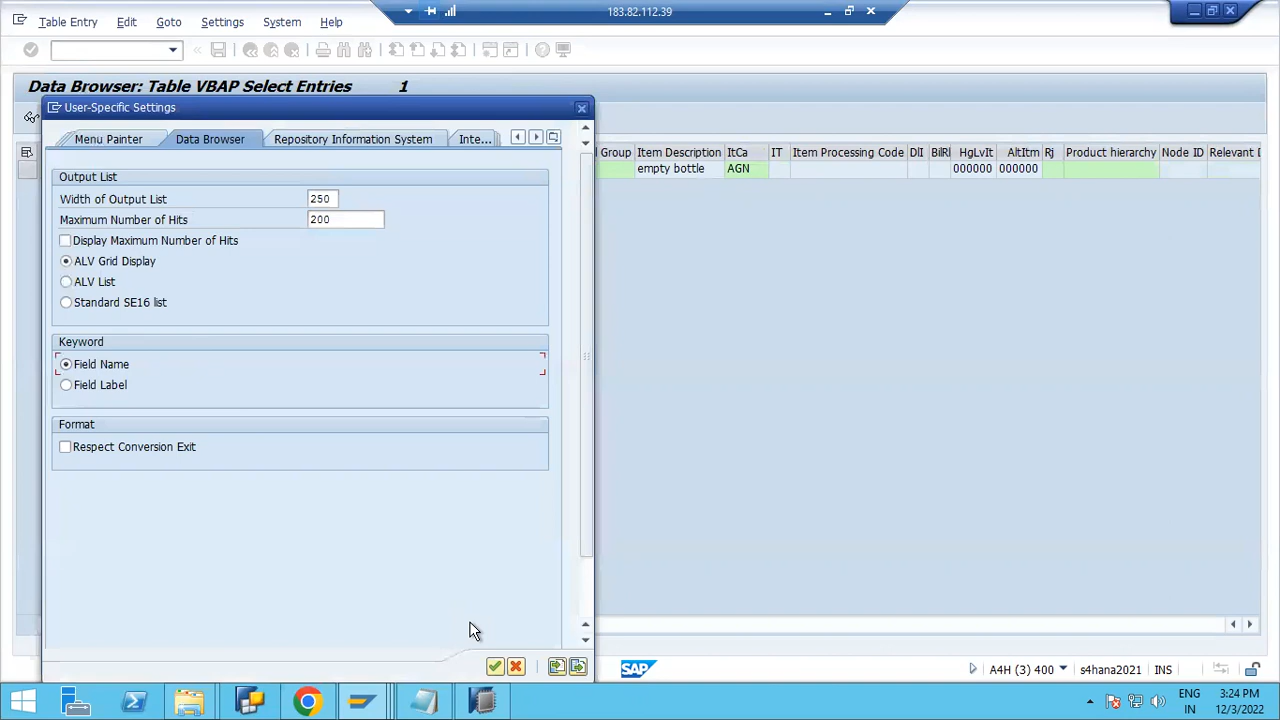 183.82.112.39
Table Entry Edit Goto Settings System Help
Data Browser: Table VBAP Select Entries 1
User-Specific Settings
Menu Painter Data Browser Repository Information System Inte...
Group Item Description ItCa IT Item Processing Code DlI BilRl HgLvIt AltItm Rj Product hierarchy Node ID Relevant D
empty bottle AGN 000000 000000
Output List
Width of Output List 250
Maximum Number of Hits 200
Display Maximum Number of Hits
ALV Grid Display
ALV List
Standard SE16 list
Keyword
Field Name
Field Label
Format
Respect Conversion Exit
SAP A4H (3) 400 s4hana2021 INS
ENG 3:24 PM
IN 12/3/2022